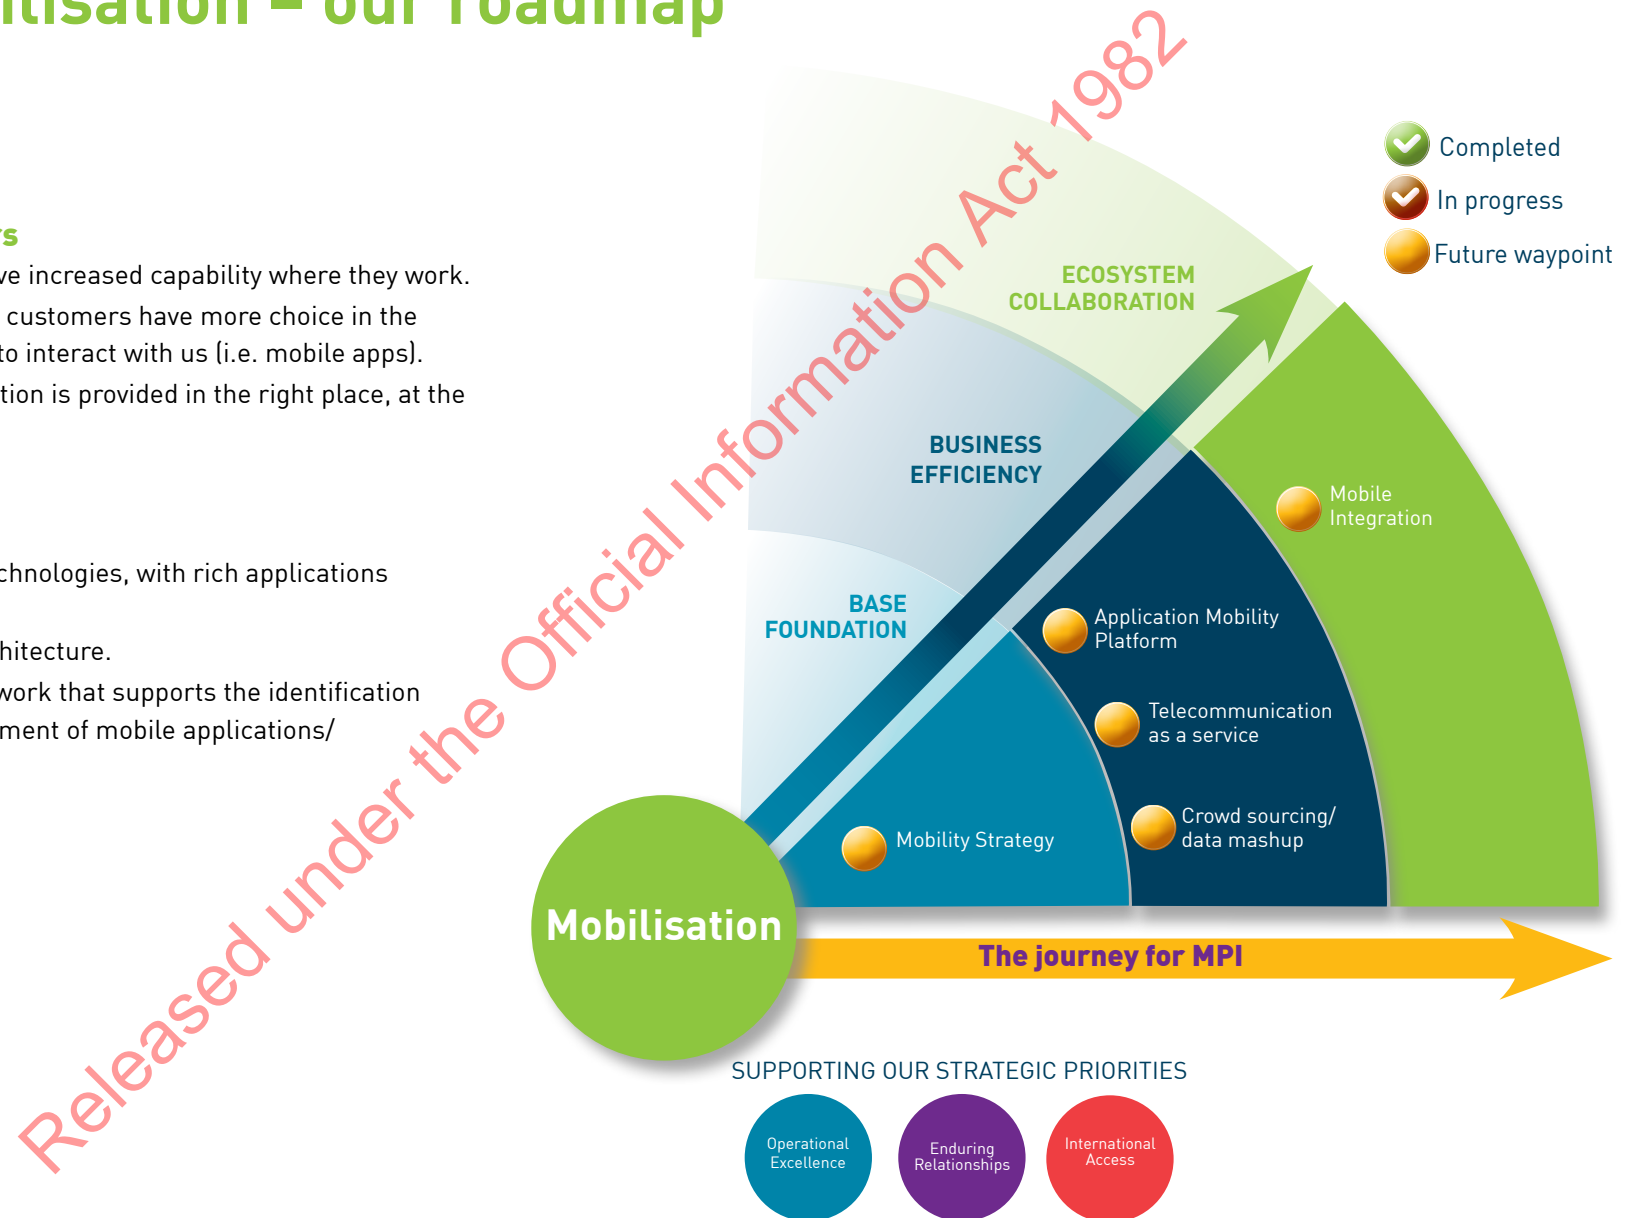 ilisation – our roadmap
rs
ve increased capability where they work.
customers have more choice in the
to interact with us (i.e. mobile apps).
tion is provided in the right place, at the
chnologies, with rich applications
hitecture.
work that supports the identification
ment of mobile applications/
Completed
In progress
Future waypoint
ECOSYSTEM
COLLABORATION
BUSINESS
EFFICIENCY
BASE
FOUNDATION
Mobile
Integration
Application Mobility
Platform
Telecommunication
as a service
Crowd sourcing/
data mashup
Mobility Strategy
Mobilisation
The journey for MPI
SUPPORTING OUR STRATEGIC PRIORITIES
Operational
Excellence
Enduring
Relationships
International
Access
Released under the Official Information Act 1982